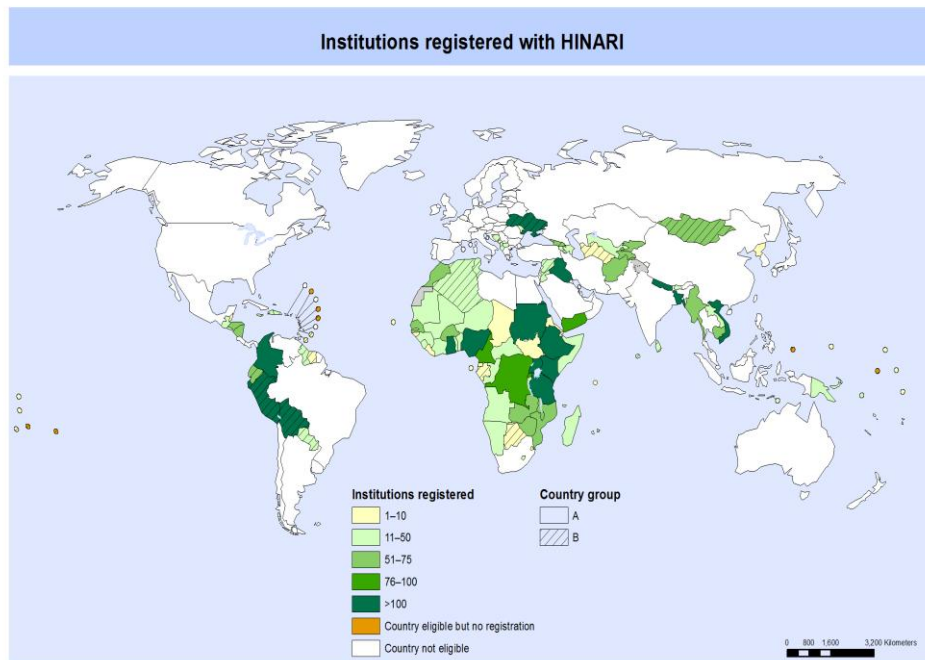 Institutions registered with HINARI
Institutions registered
1–10
11–50
51–75
76–100
>100
Country eligible but no registration
Country not eligible
Country group
A
B
0 800 1,600 3,200 Kilometers